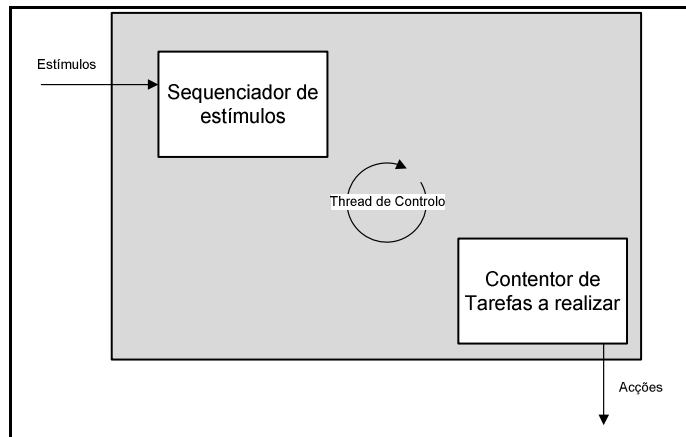 Estímulos
Sequenciador de
estímulos
Thread de Controlo
Contentor de
Tarefas a realizar
Acções